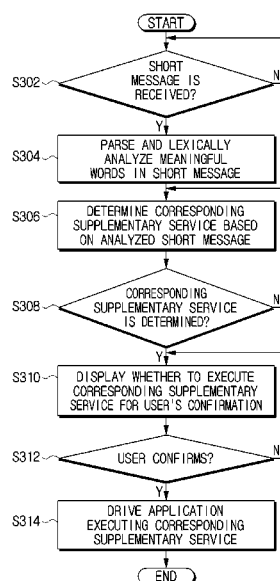 START
S302
SHORT
MESSAGE IS
RECEIVED?
N
Y
S304
PARSE AND LEXICALLY
ANALYZE MEANINGFUL
WORDS IN SHORT MESSAGE
S306
DETERMINE CORRESPONDING
SUPPLEMENTARY SERVICE BASED
ON ANALYZED SHORT MESSAGE
S308
CORRESPONDING
SUPPLEMENTARY SERVICE
IS DETERMINED?
N
Y
S310
DISPLAY WHETHER TO EXECUTE
CORRESPONDING SUPPLEMENTARY
SERVICE FOR USER'S CONFIRMATION
S312
USER CONFIRMS?
N
Y
S314
DRIVE APPLICATION
EXECUTING CORRESPONDING
SUPPLEMENTARY SERVICE
END